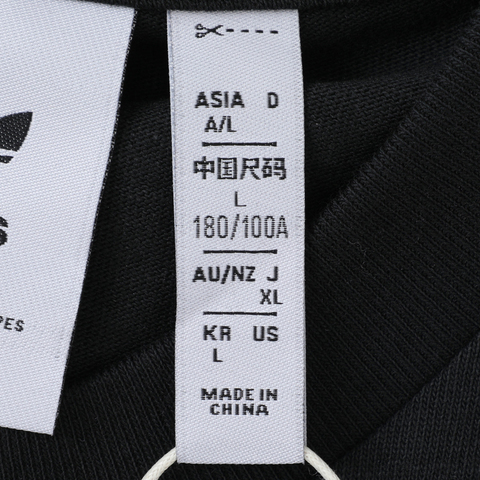 ASIA D
A/L
中国尺码
L
180/100A
AU/NZ J
XL
KR US
L
MADE IN
CHINA